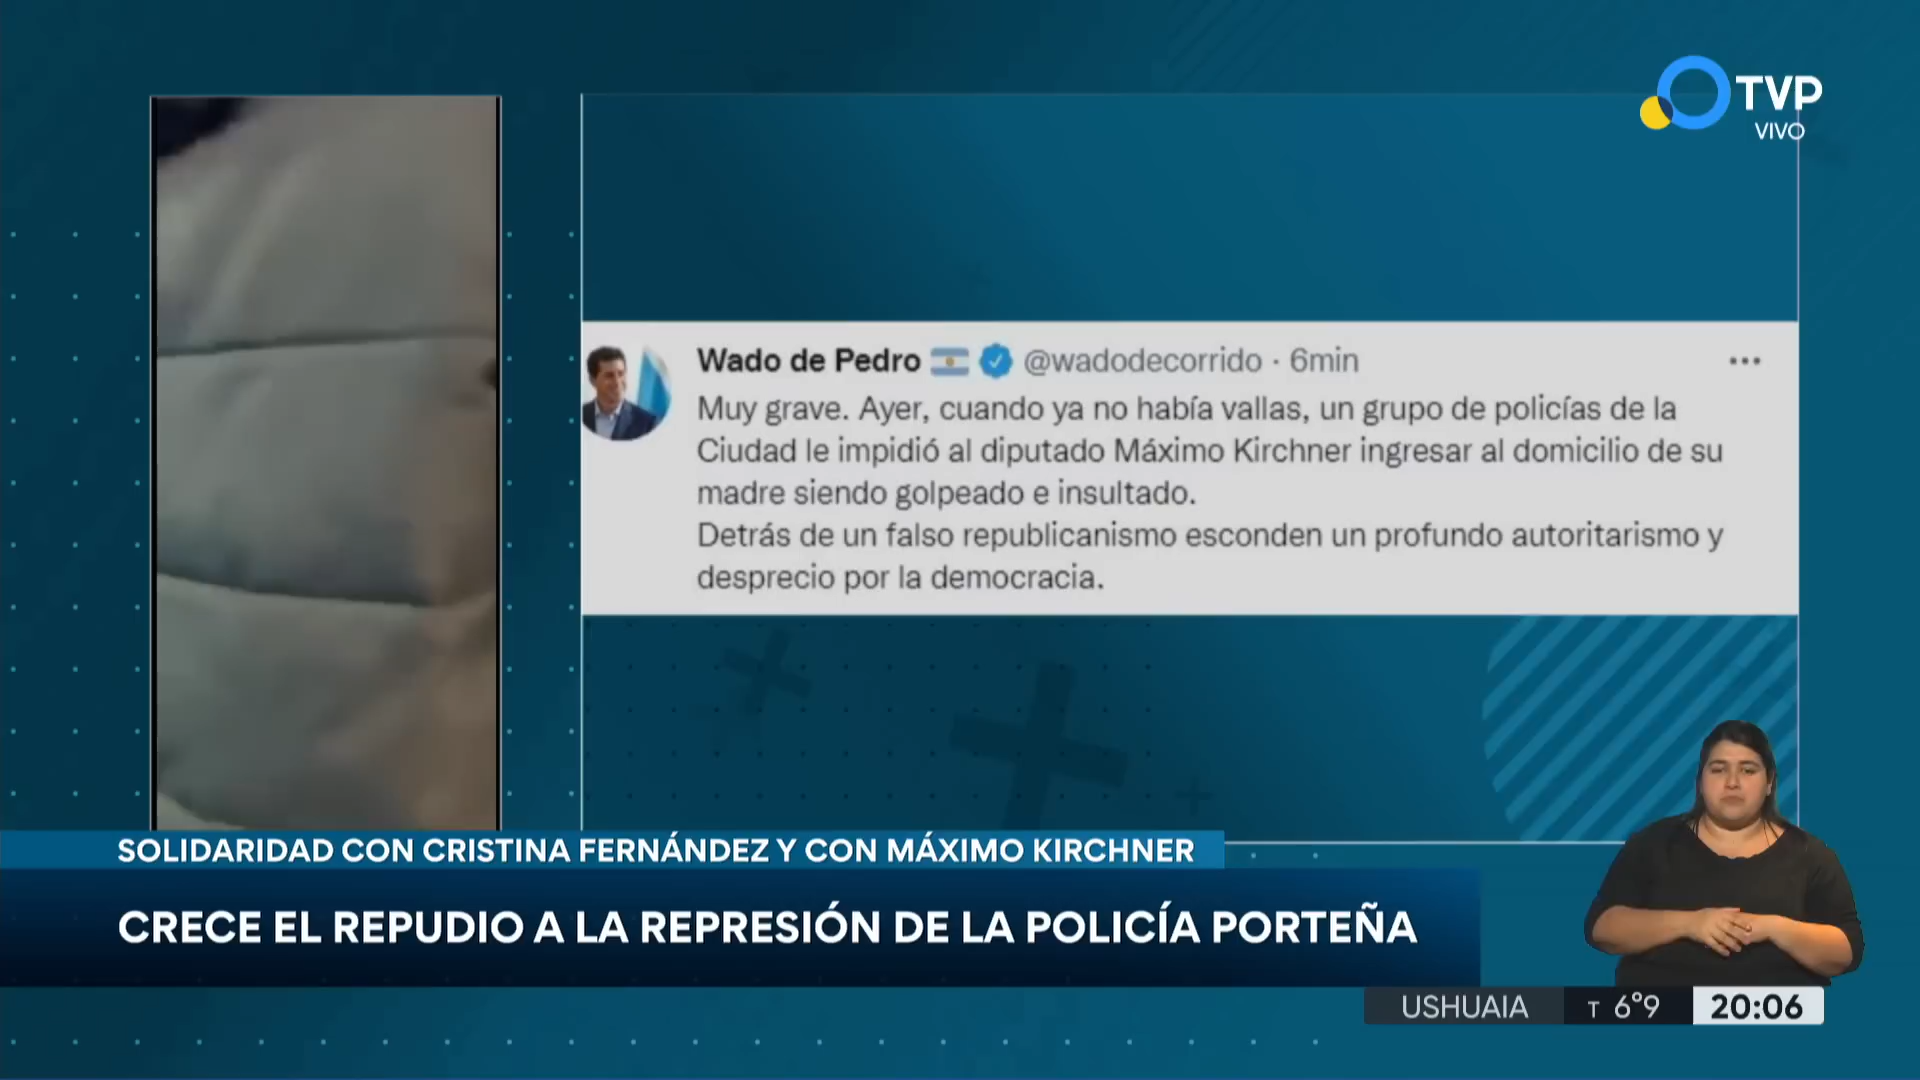 TVP
VIVO
Wado de Pedro @wadodecorrido · 6min
Muy grave. Ayer, cuando ya no había vallas, un grupo de policías de la
Ciudad le impidió al diputado Máximo Kirchner ingresar al domicilio de su
madre siendo golpeado e insultado.
Detrás de un falso republicanismo esconden un profundo autoritarismo y
desprecio por la democracia.
SOLIDARIDAD CON CRISTINA FERNÁNDEZ Y CON MÁXIMO KIRCHNER
CRECE EL REPUDIO A LA REPRESIÓN DE LA POLICÍA PORTEÑA
USHUAIA T 6°9 20:06